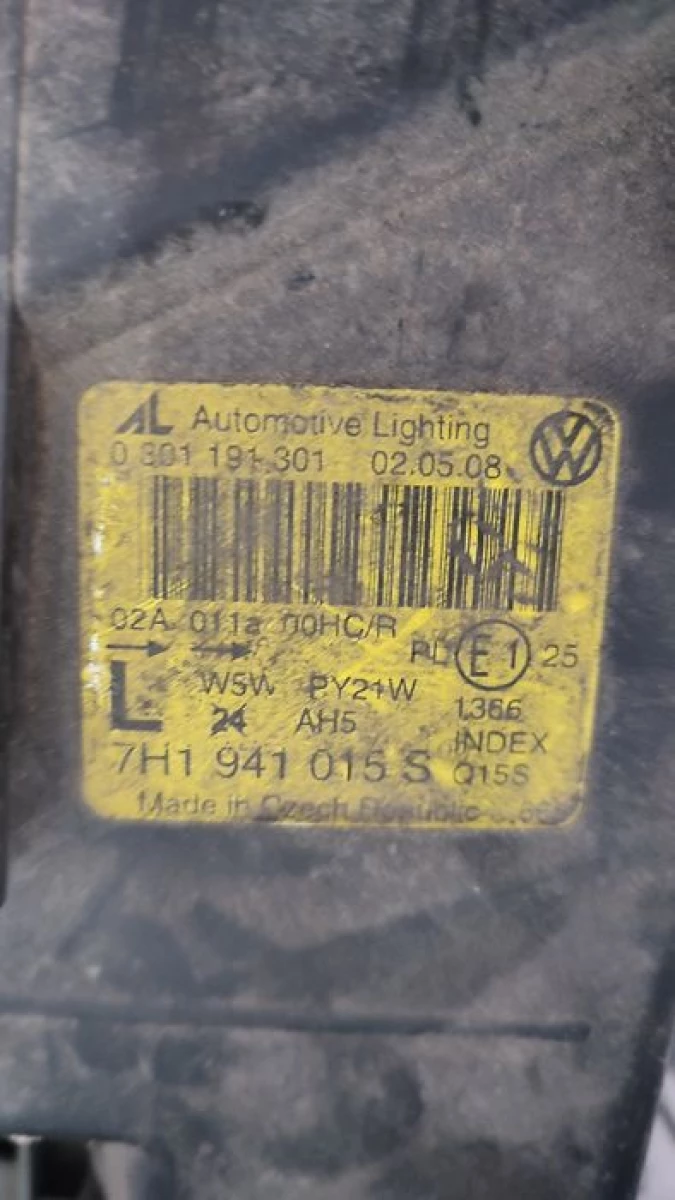 AL Automotive Lighting
0 301 191 301 02.05.08
02A 011a 00HC/R
PL E1 25
L W5W PY21W 1366
24 AH5 INDEX
7H1 941 015 S Q15S
Made in Czech Republic